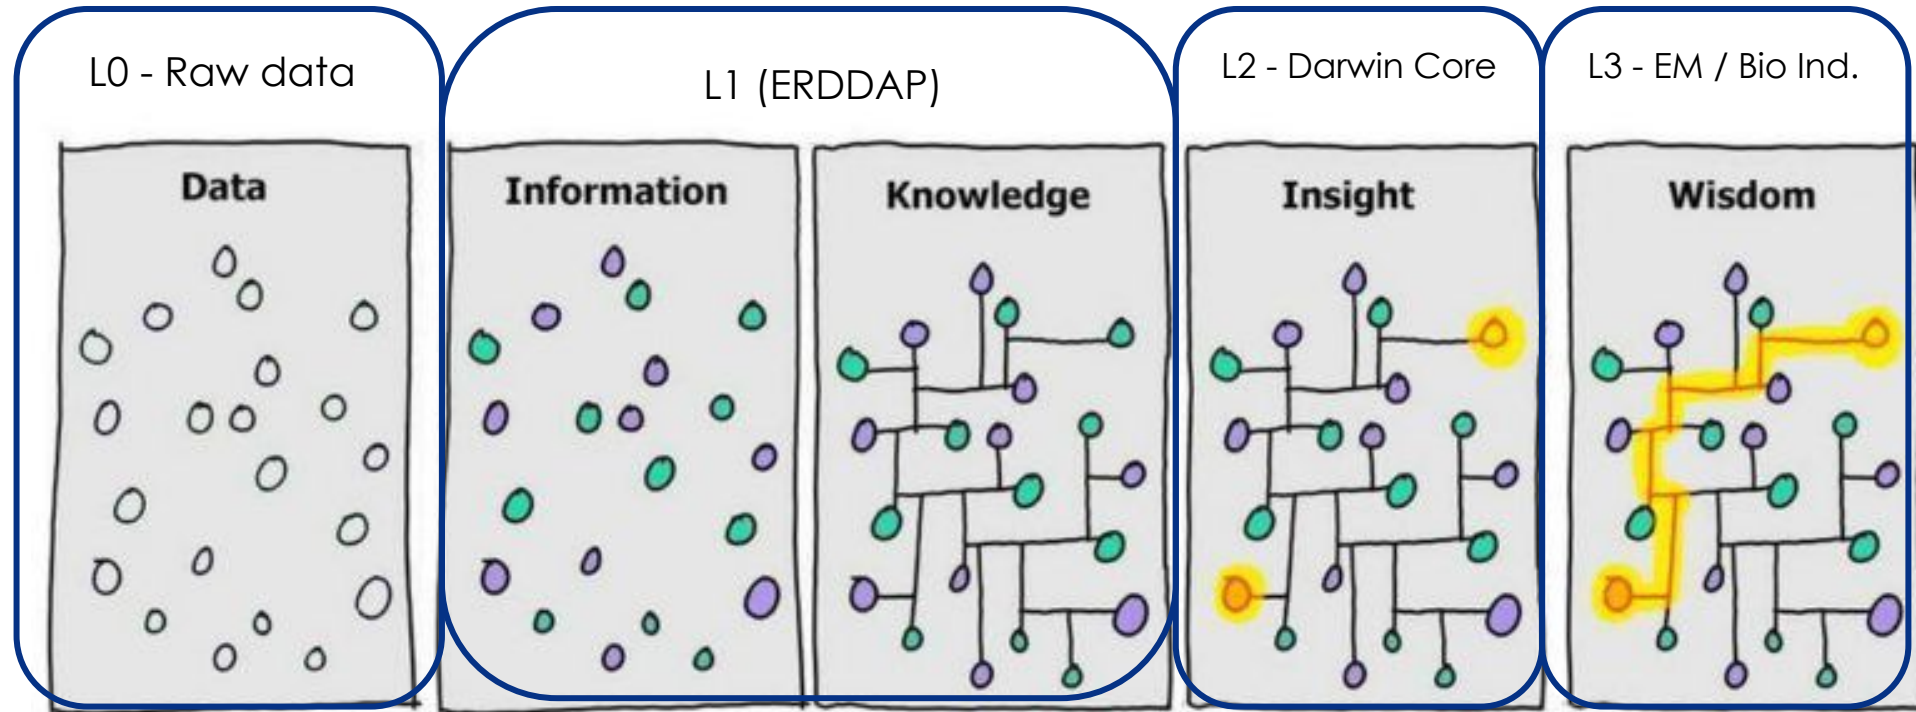 L0 - Raw data
L1 (ERDDAP)
L2 - Darwin Core
L3 - EM / Bio Ind.
Data
Information
Knowledge
Insight
Wisdom